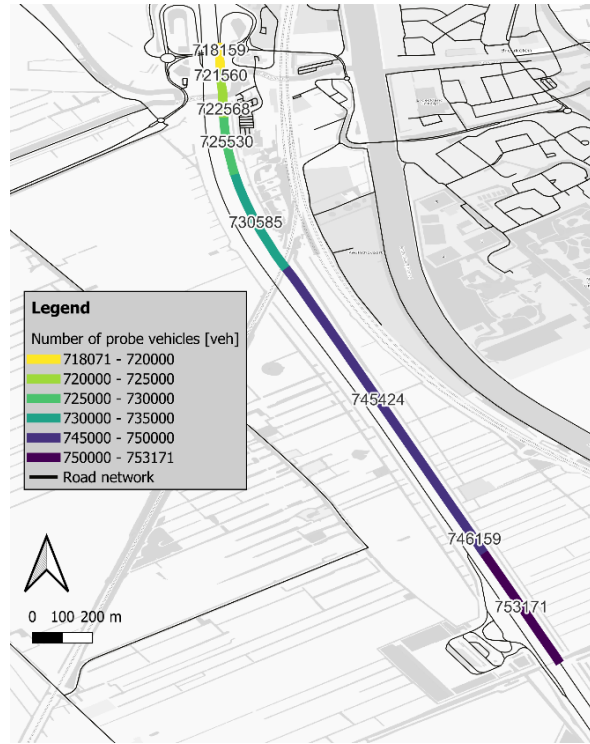 718159
721560
722568
725530
730585
Legend
Number of probe vehicles [veh]
718071 - 720000
720000 - 725000
725000 - 730000
730000 - 735000
745000 - 750000
750000 - 753171
Road network
745424
746159
753171
0 100 200 m